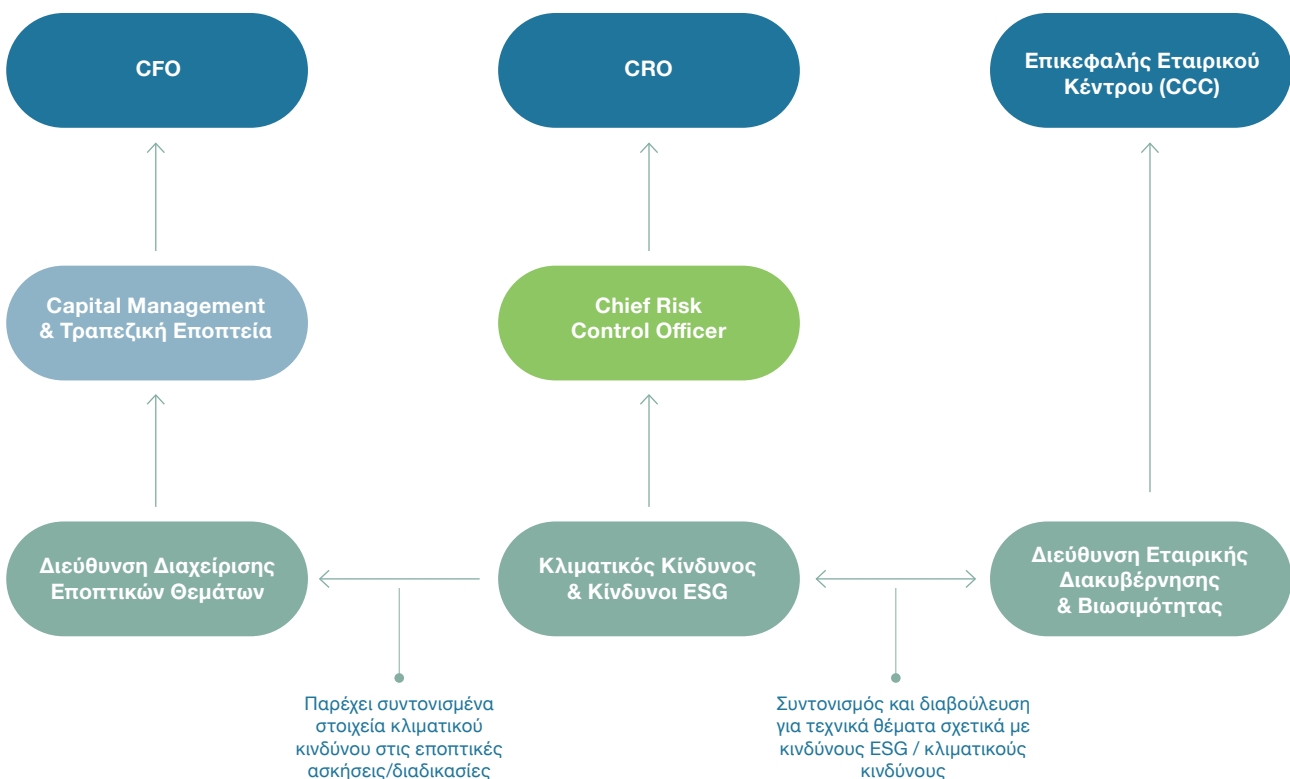 CFO
CRO
Επικεφαλής Εταιρικού
Κέντρου (CCC)
Capital Management
& Τραπεζική Εποπτεία
Chief Risk
Control Officer
Διεύθυνση Διαχείρισης
Εποπτικών Θεμάτων
Κλιματικός Κίνδυνος
& Κίνδυνοι ESG
Διεύθυνση Εταιρικής
Διακυβέρνησης
& Βιωσιμότητας
Παρέχει συντονισμένα
στοιχεία κλιματικού
κινδύνου στις εποπτικές
ασκήσεις/διαδικασίες
Συντονισμός και διαβούλευση
για τεχνικά θέματα σχετικά με
κινδύνους ESG / κλιματικούς
κινδύνους